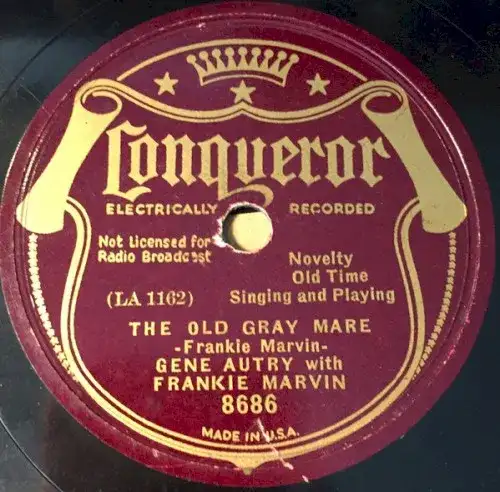 Conqueror
ELECTRICALLY RECORDED
Not Licensed for
Radio Broadcast
Novelty
Old Time
(LA 1162) Singing and Playing
THE OLD GRAY MARE
-Frankie Marvin-
GENE AUTRY with
FRANKIE MARVIN
8686
MADE IN U.S.A.